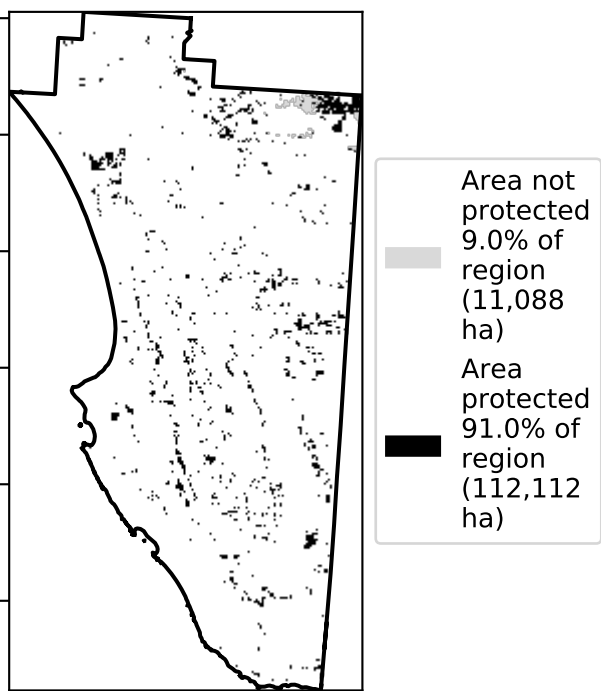 Area not
protected
9.0% of
region
(11,088
ha)
Area
protected
91.0% of
region
(112,112
ha)